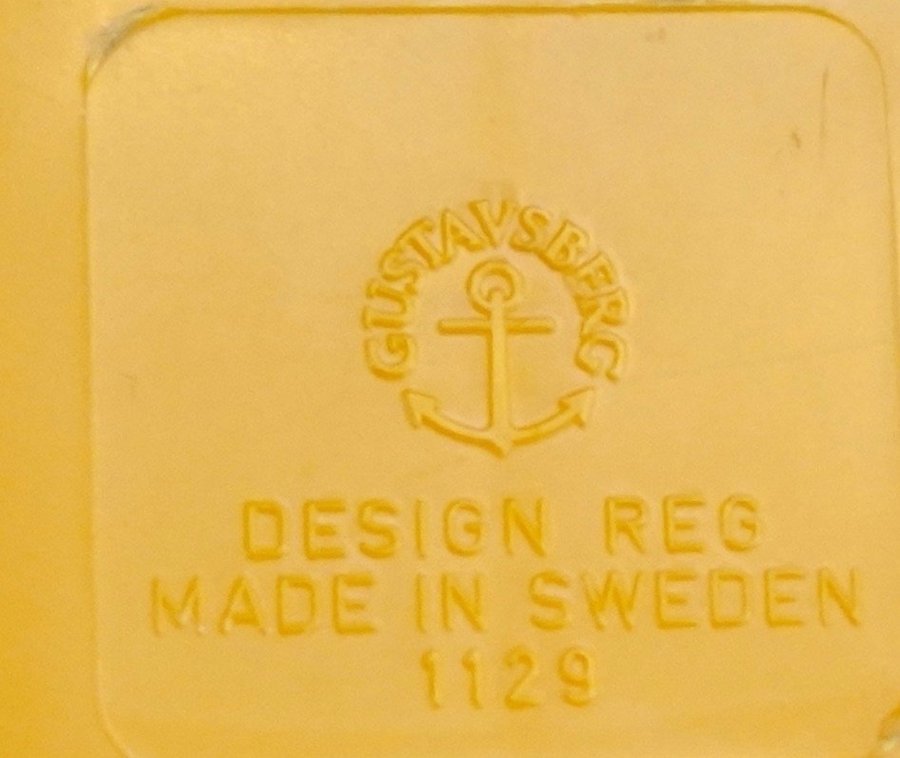 GUSTAVSBERG
DESIGN REG
MADE IN SWEDEN
1129